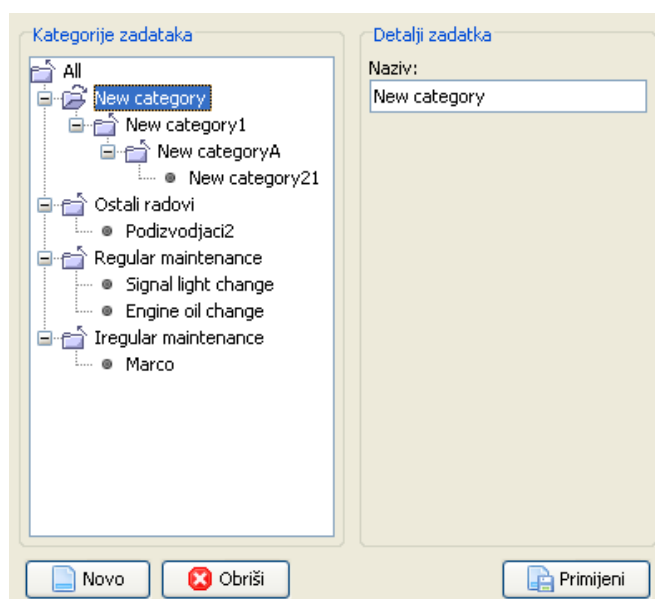 Kategorije zadataka
All
New category
New category1
New categoryA
New category21
Ostali radovi
Podizvodjaci2
Regular maintenance
Signal light change
Engine oil change
Iregular maintenance
Marco
Detalji zadatka
Naziv:
New category
Novo
Obriši
Primijeni